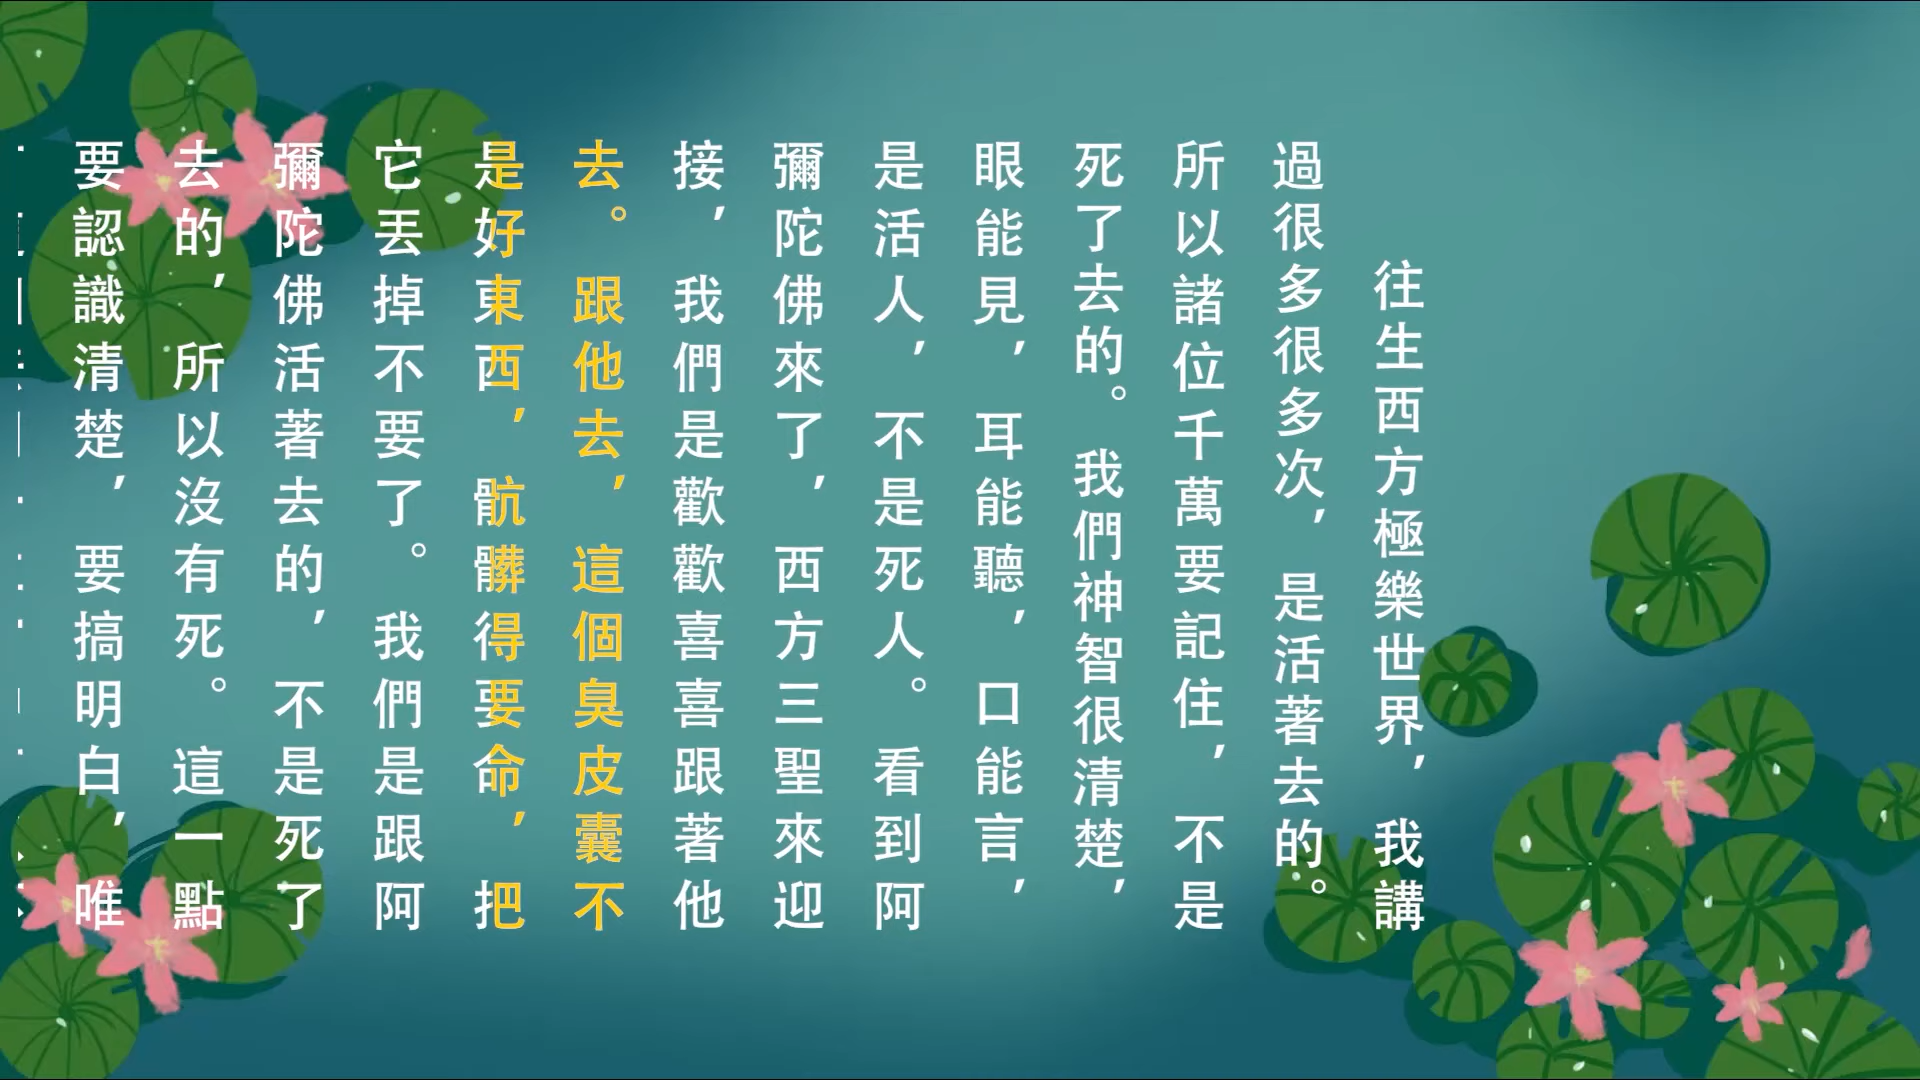 往生西方極樂世界，我講
過很多很多次，是活著去的。
所以諸位千萬要記住，不是
死了去的。我們神智很清楚，
眼能見，耳能聽，口能言，
是活人，不是死人。看到阿
彌陀佛來了，西方三聖來迎
接，我們是歡歡喜喜跟著他
去。跟他去，這個臭皮囊不
是好東西，骯髒得要命，把
它丟掉不要了。我們是跟阿
彌陀佛活著去的，不是死了
去的，所以沒有死。這一點
要認識清楚，要搞明白，唯